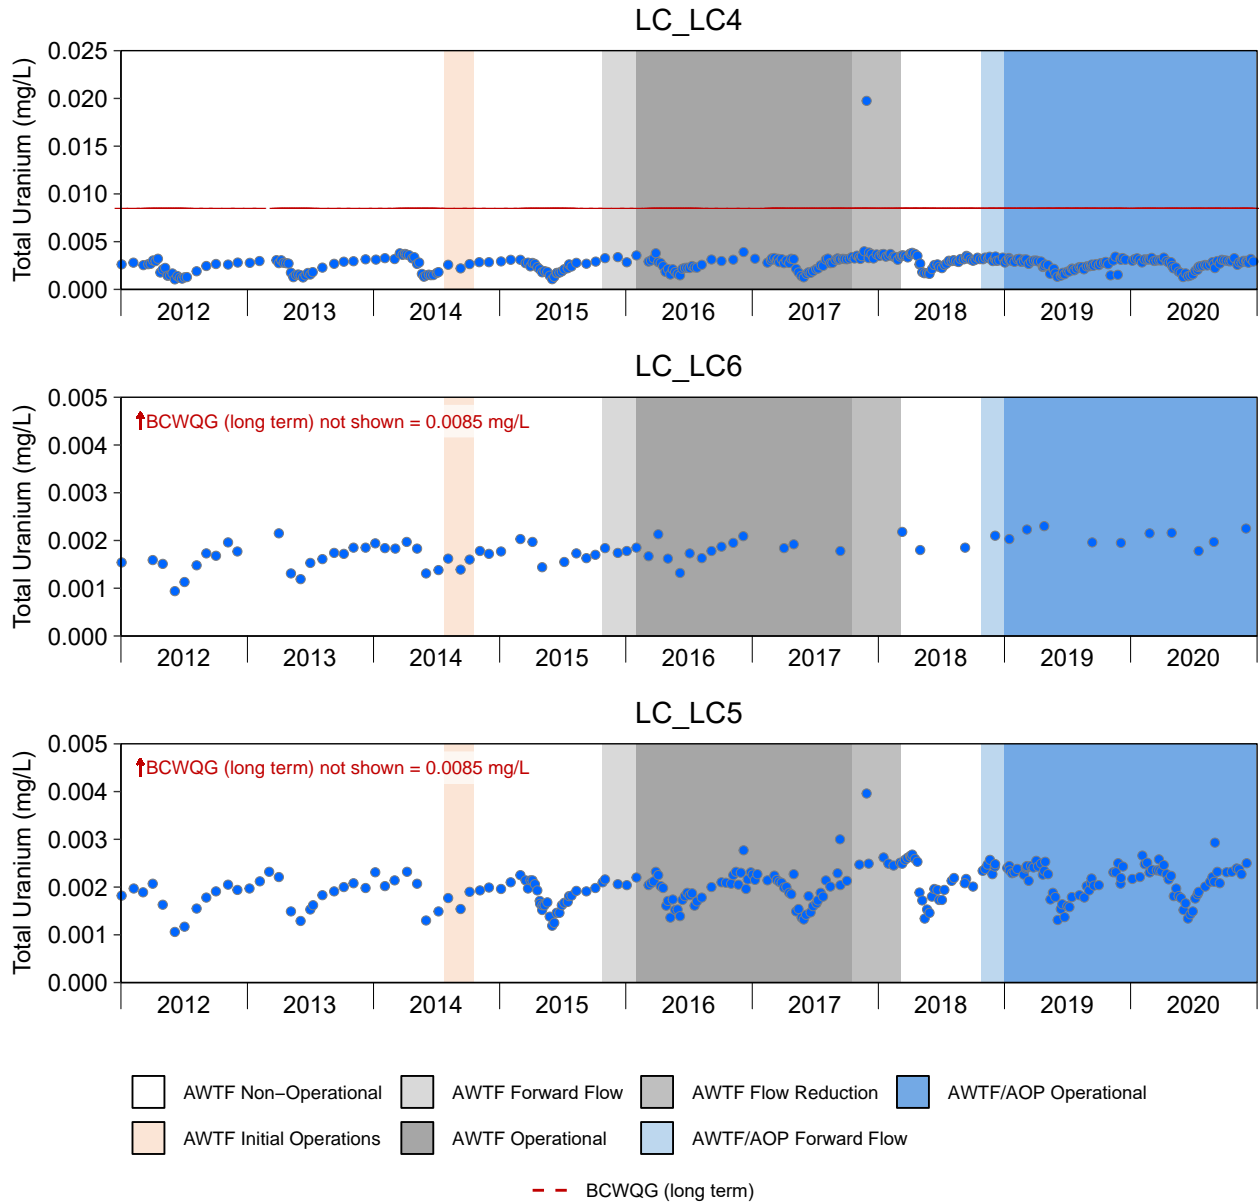 LC_LC4
Total Uranium (mg/L)
0.025
0.020
0.015
0.010
0.005
0.000
2012 2013 2014 2015 2016 2017 2018 2019 2020
LC_LC6
Total Uranium (mg/L)
0.005
BCWQG (long term) not shown = 0.0085 mg/L
0.004
0.003
0.002
0.001
0.000
2012 2013 2014 2015 2016 2017 2018 2019 2020
LC_LC5
Total Uranium (mg/L)
0.005
BCWQG (long term) not shown = 0.0085 mg/L
0.004
0.003
0.002
0.001
0.000
2012 2013 2014 2015 2016 2017 2018 2019 2020
AWTF Non−Operational AWTF Forward Flow AWTF Flow Reduction AWTF/AOP Operational
AWTF Initial Operations AWTF Operational AWTF/AOP Forward Flow
BCWQG (long term)